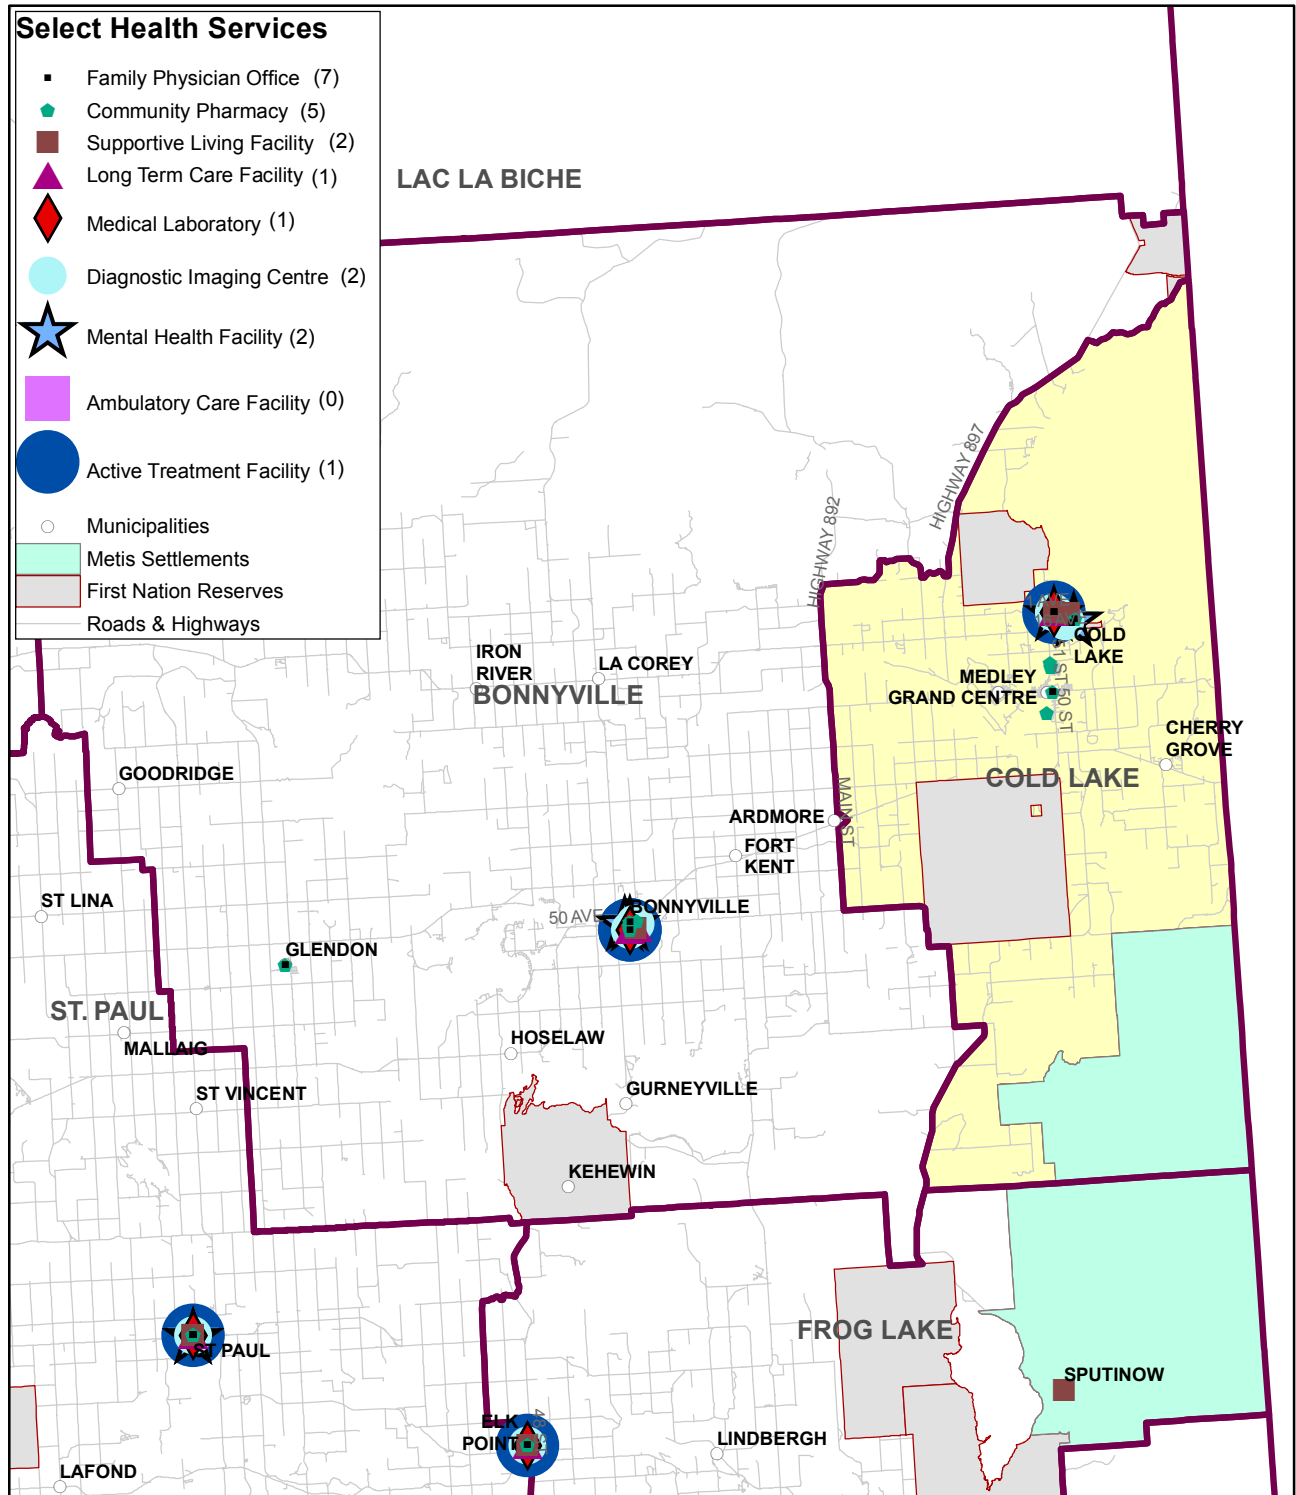 Select Health Services
Family Physician Office (7)
Community Pharmacy (5)
Supportive Living Facility (2)
Long Term Care Facility (1)
Medical Laboratory (1)
Diagnostic Imaging Centre (2)
Mental Health Facility (2)
Ambulatory Care Facility (0)
Active Treatment Facility (1)
Municipalities
Metis Settlements
First Nation Reserves
Roads & Highways
LAC LA BICHE
HIGHWAY 897
HIGHWAY 892
COLD
LAKE
IRON
RIVER
LA COREY
BONNYVILLE
MEDLEY
GRAND CENTRE
51 ST 50 ST
CHERRY
GROVE
COLD LAKE
GOODRIDGE
MAIN ST
ARDMORE
FORT
KENT
ST LINA
50 AVE
BONNYVILLE
GLENDON
ST. PAUL
MALLAIG
HOSELAW
ST VINCENT
GURNEYVILLE
KEHEWIN
FROG LAKE
ST PAUL
SPUTINOW
ELK
POINT
LINDBERGH
LAFOND